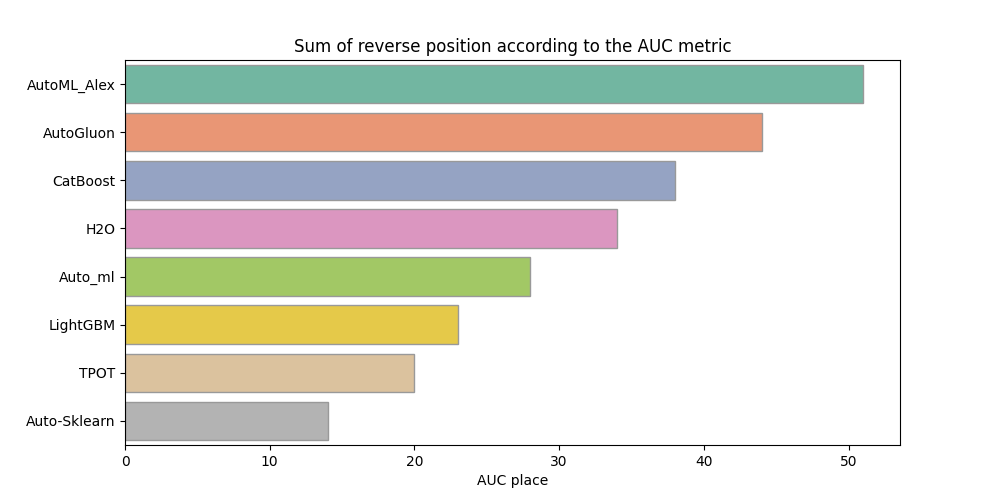 Sum of reverse position according to the AUC metric
AutoML_Alex
AutoGluon
CatBoost
H2O
Auto_ml
LightGBM
TPOT
Auto-Sklearn
0 10 20 30 40 50
AUC place